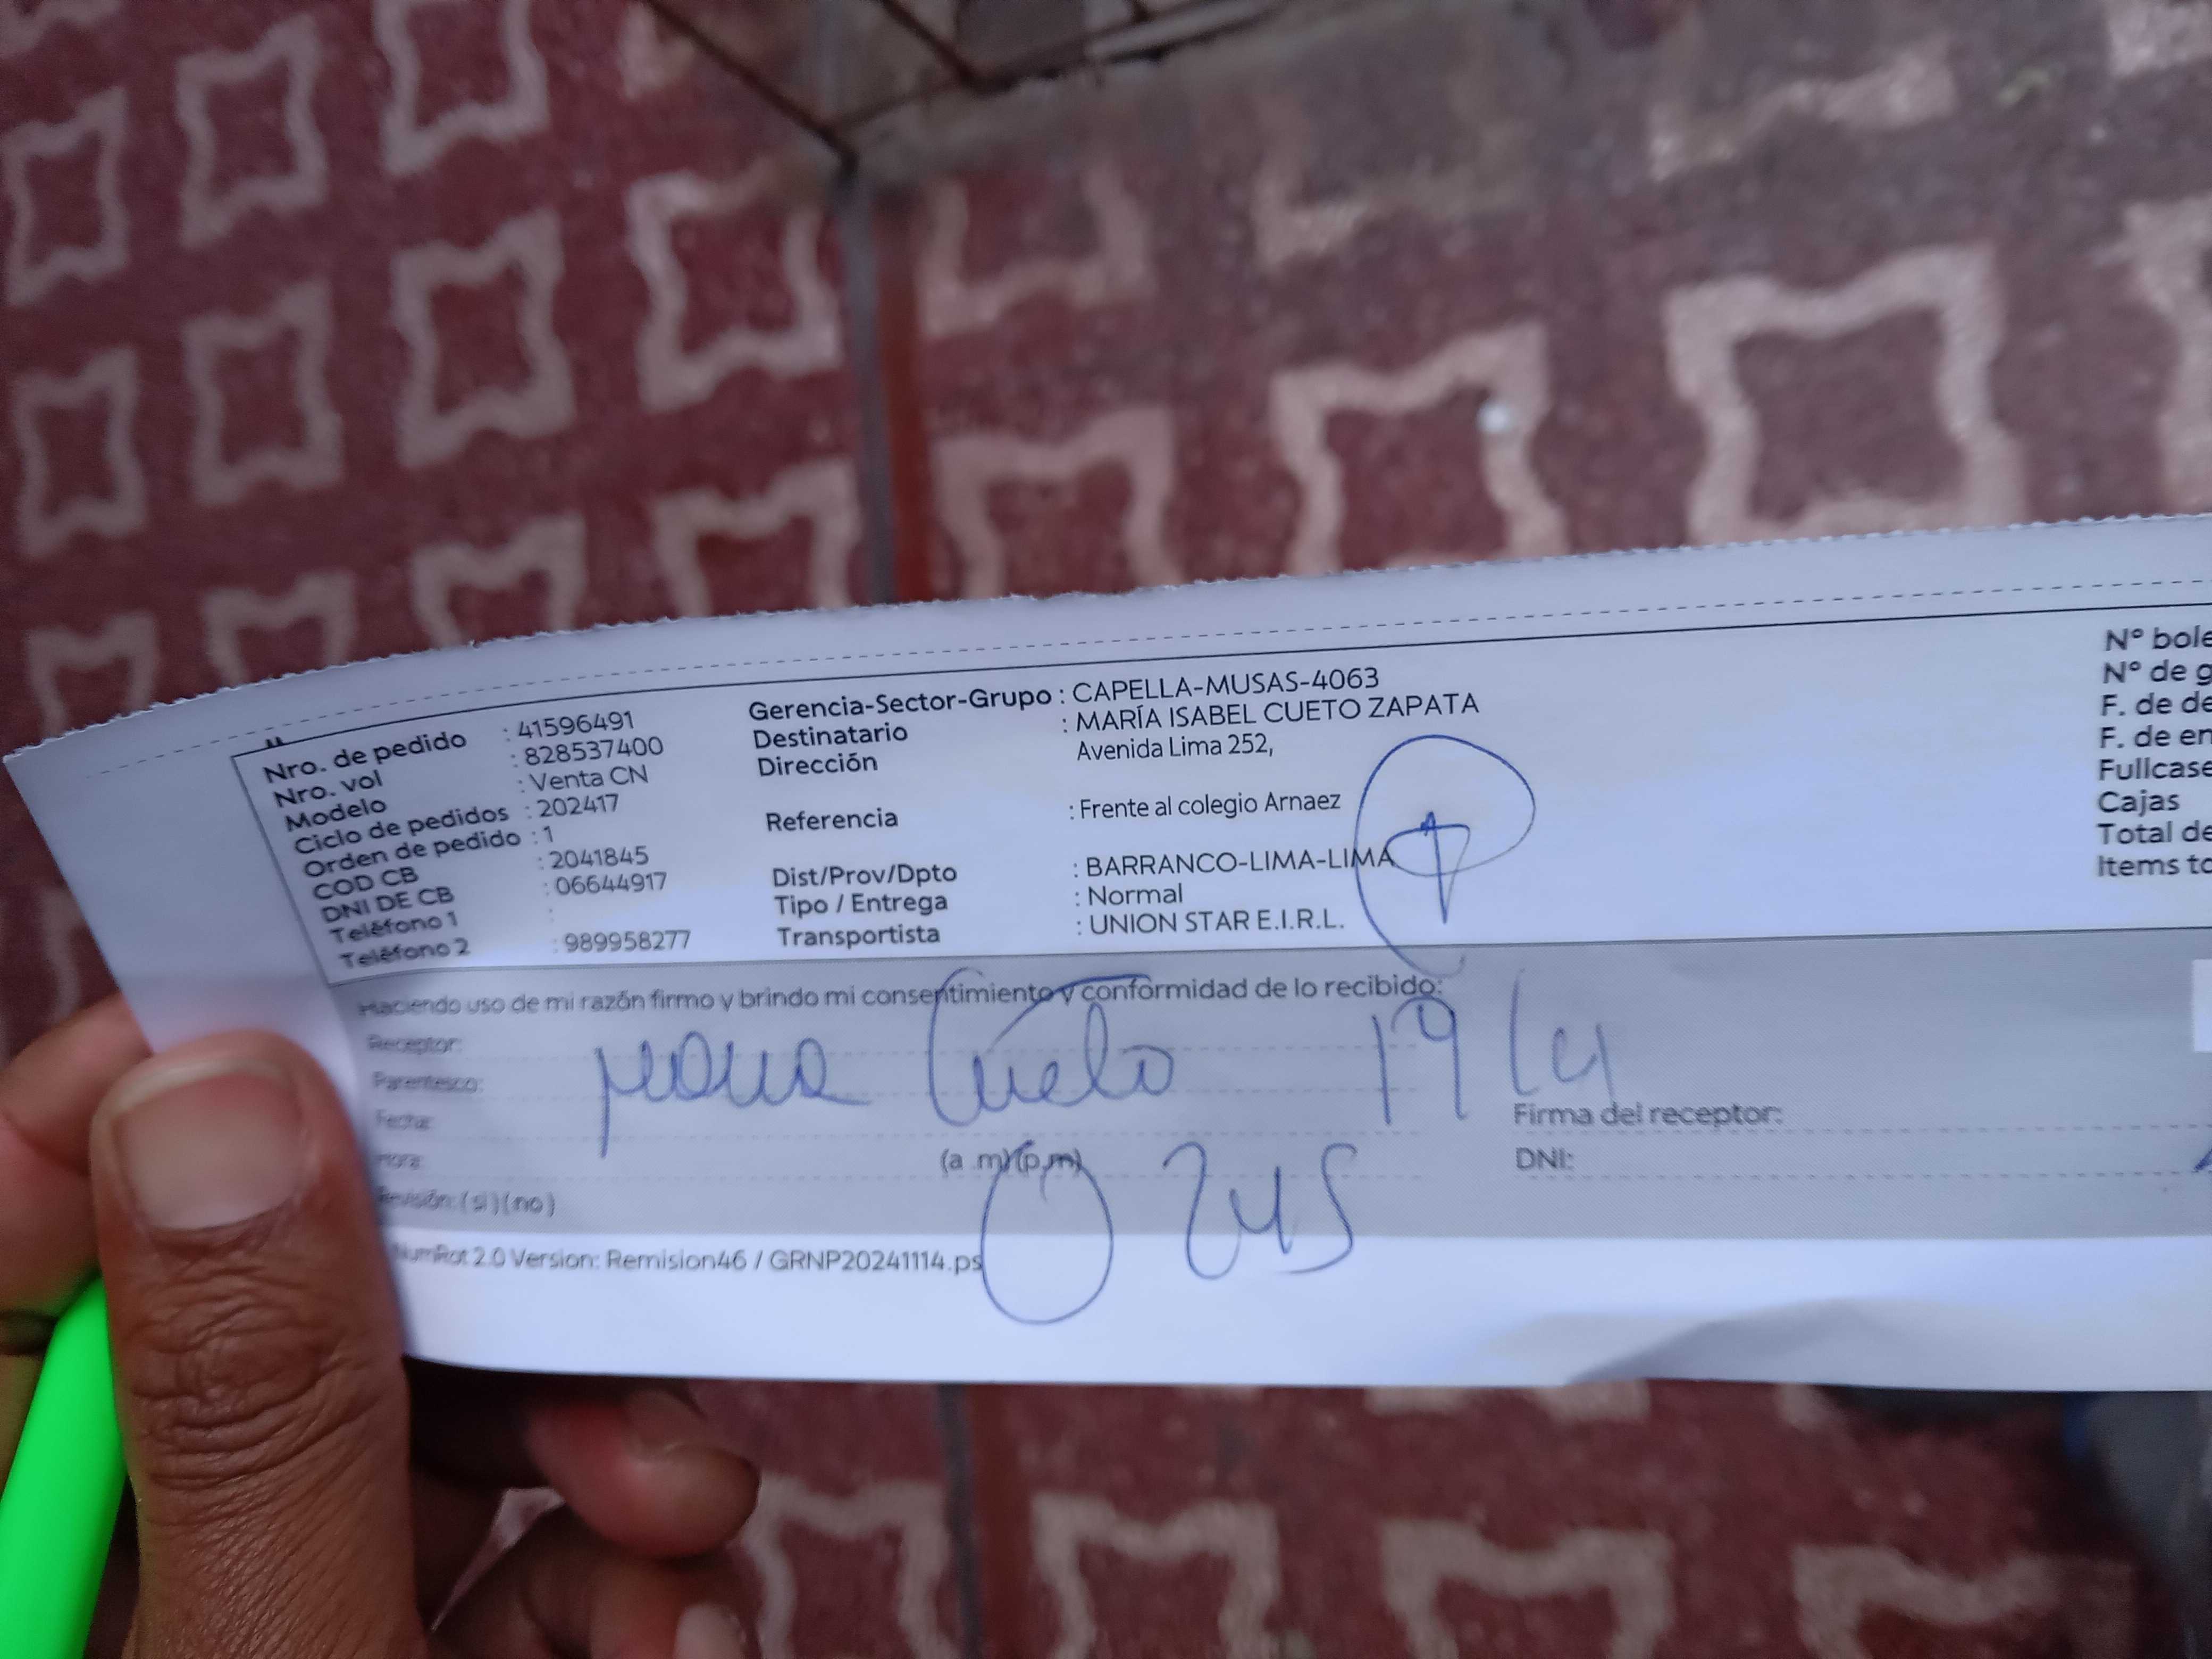 Nro. de pedido : 41596491
Nro. vol : 828537400
Modelo : Venta CN
Ciclo de pedidos : 202417
Orden de pedido : 1
COD CB : 2041845
DNI DE CB : 06644917
Teléfono 1 :
Teléfono 2 : 989958277
Gerencia-Sector-Grupo : CAPELLA-MUSAS-4063
Destinatario : MARÍA ISABEL CUETO ZAPATA
Dirección Avenida Lima 252,
Referencia : Frente al colegio Arnaez
Dist/Prov/Dpto : BARRANCO-LIMA-LIMA
Tipo / Entrega : Normal
Transportista : UNION STAR E.I.R.L.
N° bole
N° de g
F. de de
F. de en
Fullcase
Cajas
Total de
Items to
Haciendo uso de mi razón firmo y brindo mi consentimiento y conformidad de lo recibido:
Receptor:
Parentesco:
Cueto 19
Fecha:
Hora: (a .m) (p.m)
245
Revisión: ( si ) ( no )
Firma del receptor:
DNI:
NumRot 2.0 Version: Remision46 / GRNP20241114.ps